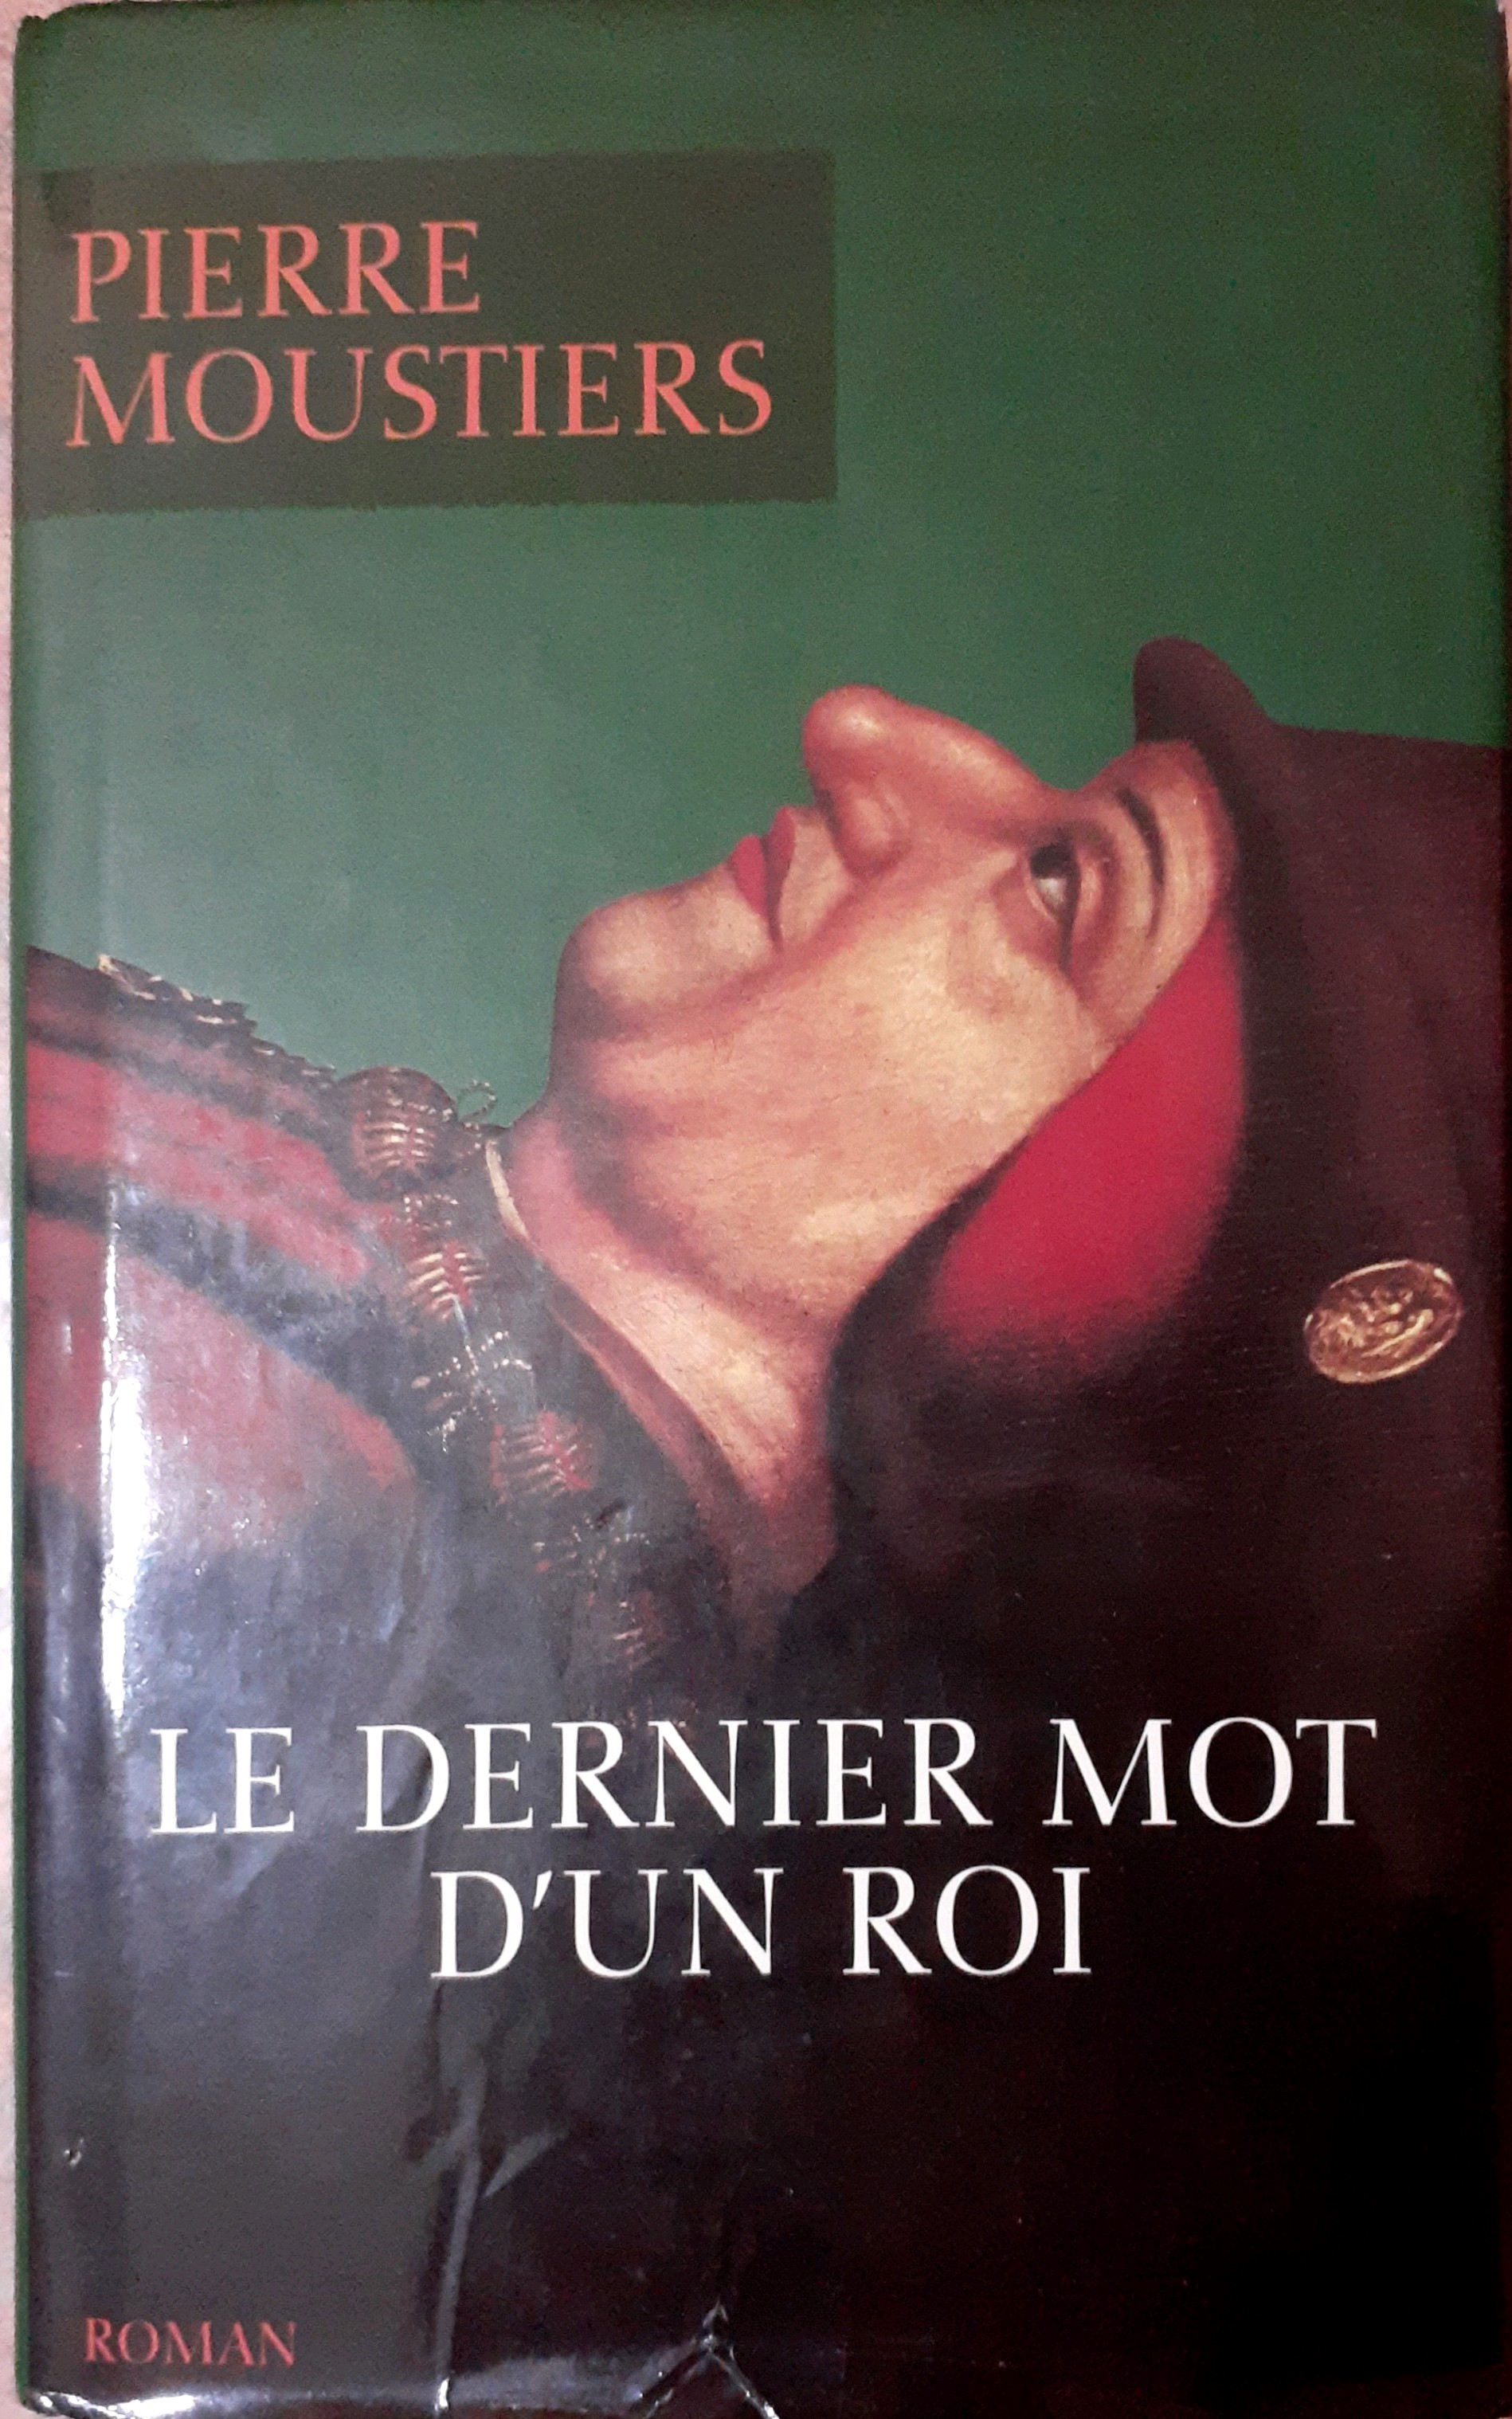 PIERRE
MOUSTIERS
LE DERNIER MOT
D'UN ROI
ROMAN